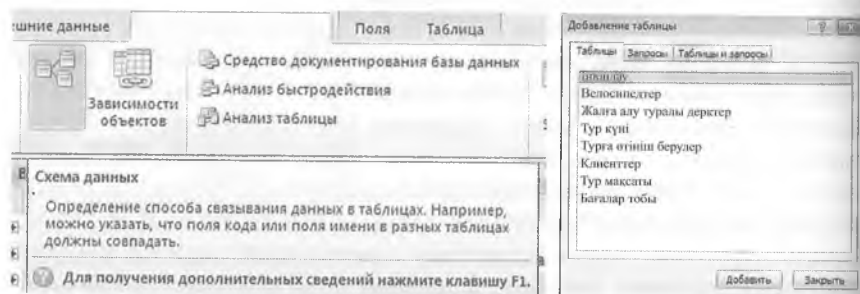 шние данные
Поля Таблица
Зависимости
объектов
Средство документирования базы данных
Анализ быстродействия
Анализ таблицы
Схема данных
Определение способа связывания данных в таблицах. Например,
можно указать, что поля кода или поля имени в разных таблицах
должны совпадать.
Для получения дополнительных сведений нажмите клавишу F1.
Добавление таблицы
Таблицы Запросы Таблицы и запросы
Велосипедтер
Жалға алу туралы деректер
Тур күні
Турға өтініш берулер
Клиенттер
Тур мақсаты
Бағалар тобы
Добавить Закрыть